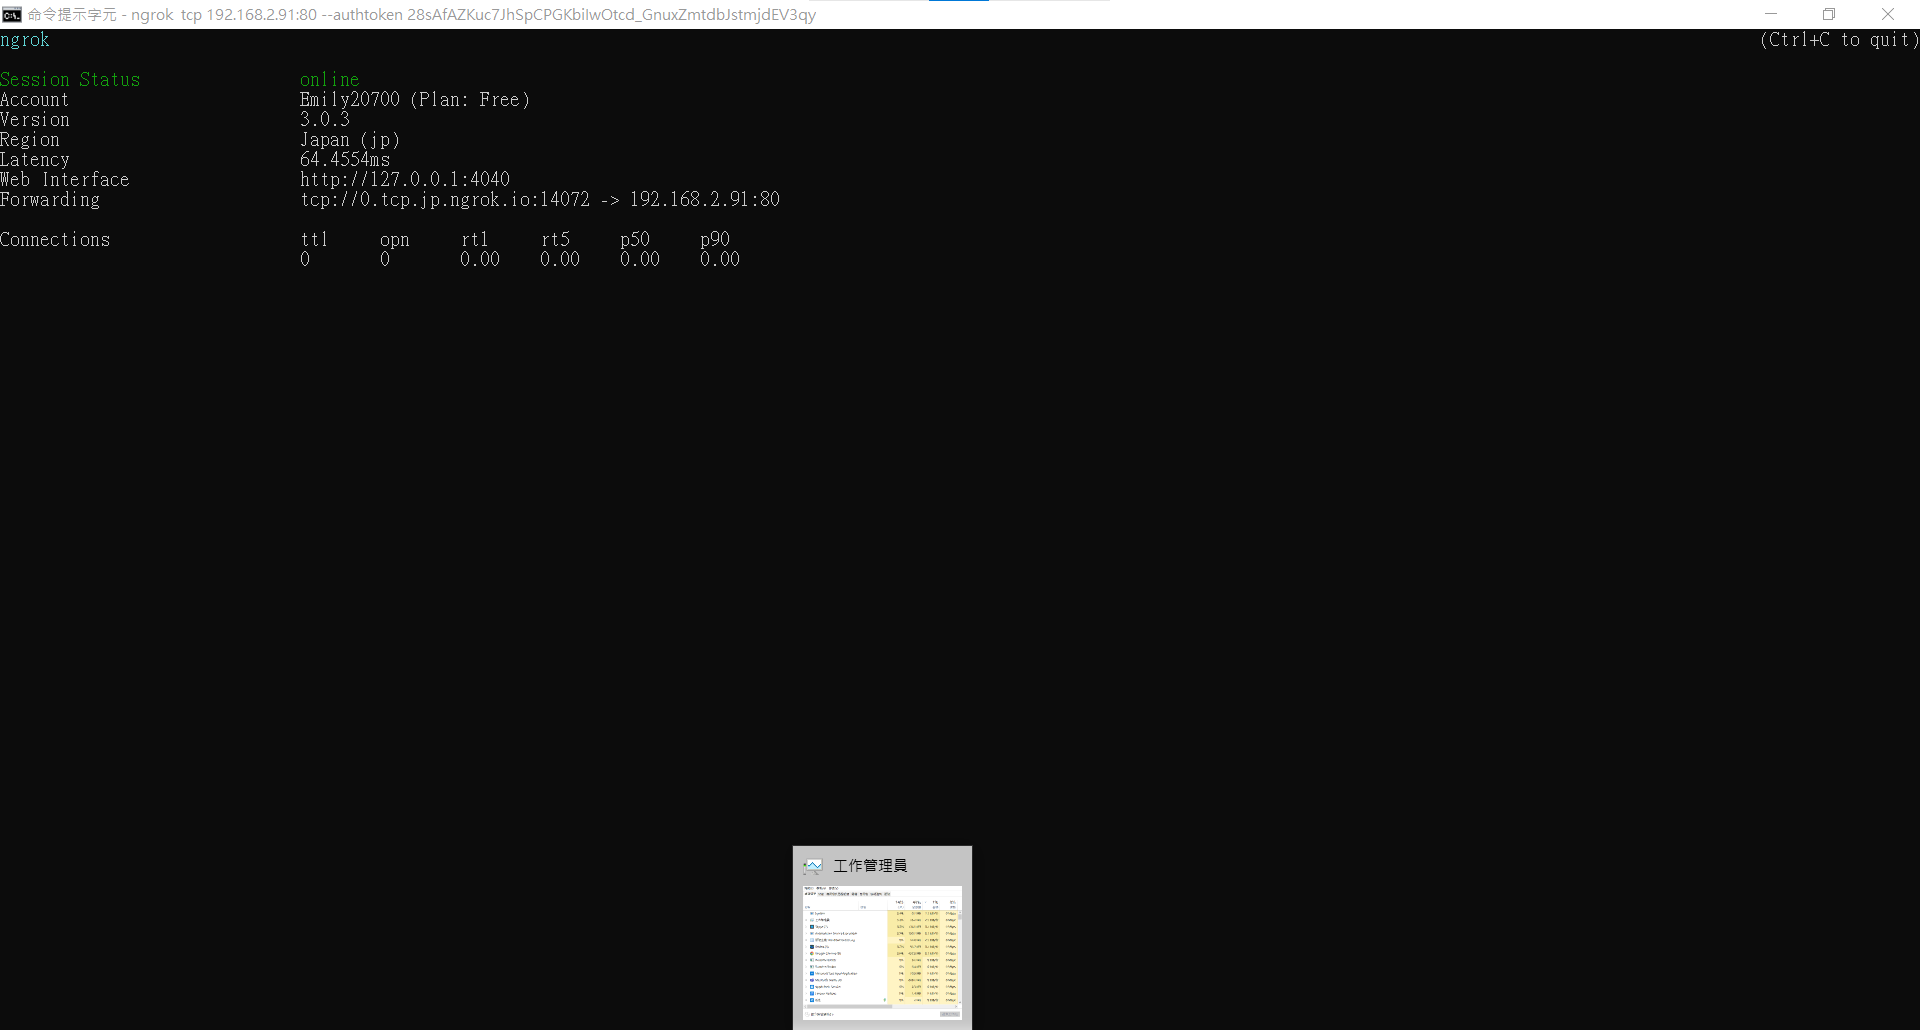 命令提示字元 - ngrok  tcp 192.168.2.91:80 --authtoken 28sAfAZKuc7JhSpCPGKbilwOtcd_GnuxZmtdbJstmjdEV3qy
ngrok (Ctrl+C to quit)
Session Status online
Account Emily20700 (Plan: Free)
Version 3.0.3
Region Japan (jp)
Latency 64.4554ms
Web Interface http://127.0.0.1:4040
Forwarding tcp://0.tcp.jp.ngrok.io:14072 -> 192.168.2.91:80
Connections ttl opn rt1 rt5 p50 p90
0 0 0.00 0.00 0.00 0.00
工作管理員